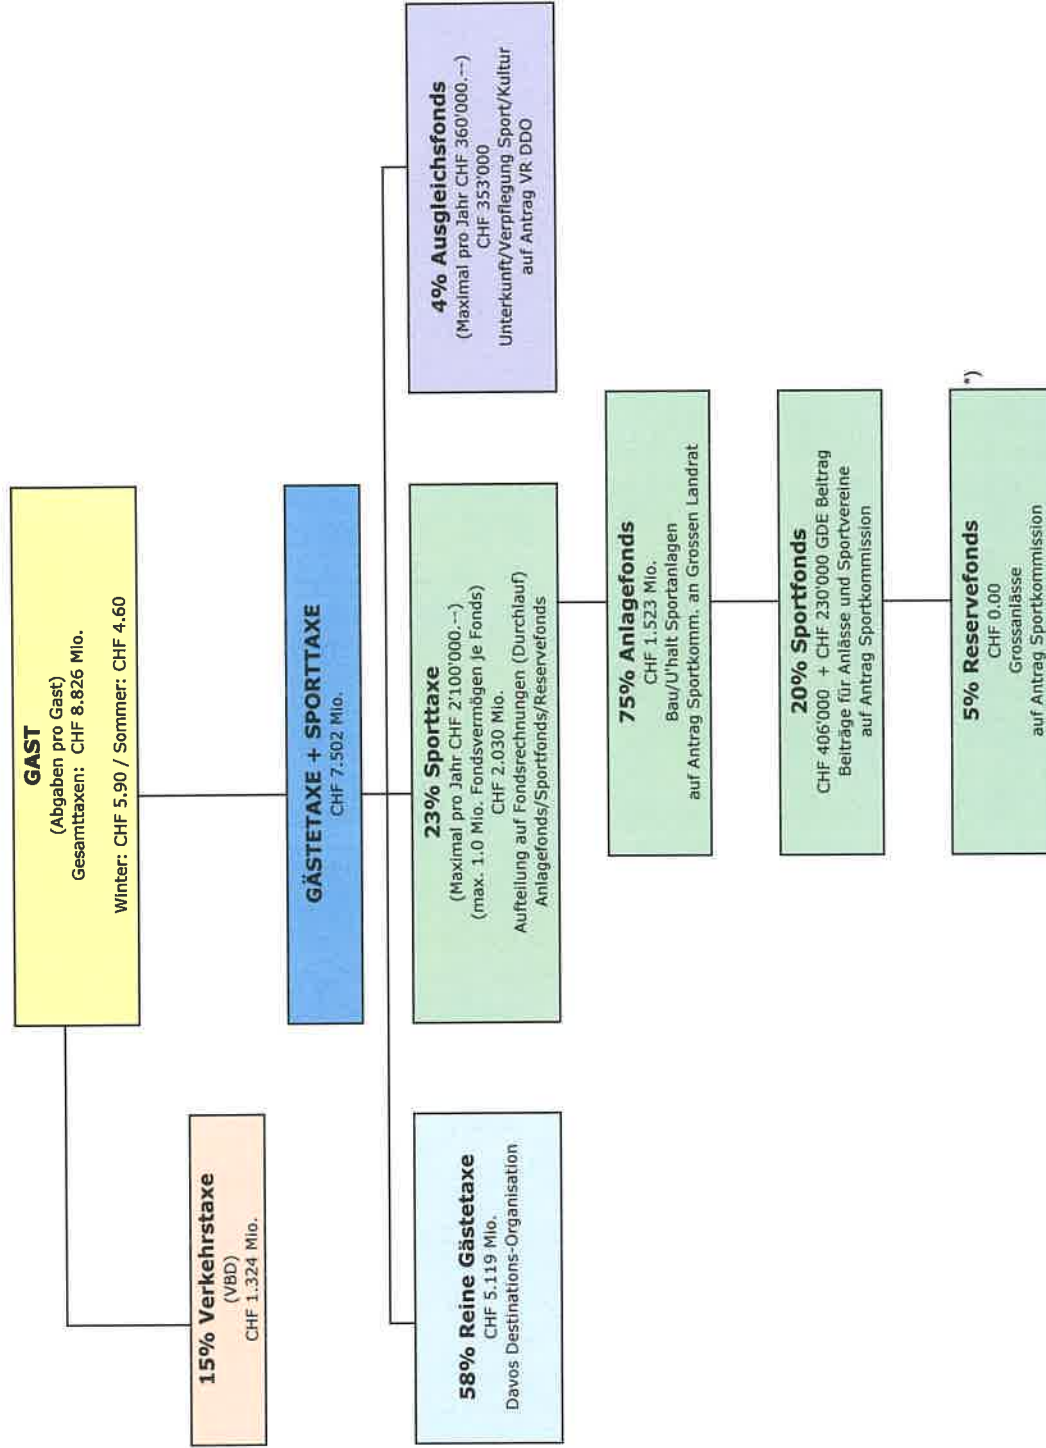 GAST
(Abgaben pro Gast)
Gesamttaxen: CHF 8.826 Mio.
Winter: CHF 5.90 / Sommer: CHF 4.60
15% Verkehrstaxe
(VBD)
CHF 1.324 Mio.
GÄSTETAXE + SPORTTAXE
CHF 7.502 Mio.
58% Reine Gästetaxe
CHF 5.119 Mio.
Davos Destinations-Organisation
23% Sporttaxe
(Maximal pro Jahr CHF 2'100'000.--)
(max. 1.0 Mio. Fondsvermögen je Fonds)
CHF 2.030 Mio.
Aufteilung auf Fondsrechnungen (Durchlauf)
Anlagefonds/Sportfonds/Reservefonds
4% Ausgleichsfonds
(Maximal pro Jahr CHF 360'000.--)
CHF 353'000
Unterkunft/Verpflegung Sport/Kultur
auf Antrag VR DDO
75% Anlagefonds
CHF 1.523 Mio.
Bau/U'halt Sportanlagen
auf Antrag Sportkomm. an Grossen Landrat
20% Sportfonds
CHF 406'000 + CHF 230'000 GDE Beitrag
Beiträge für Anlässe und Sportvereine
auf Antrag Sportkommission
*)
5% Reservefonds
CHF 0.00
Grossanlässe
auf Antrag Sportkommission